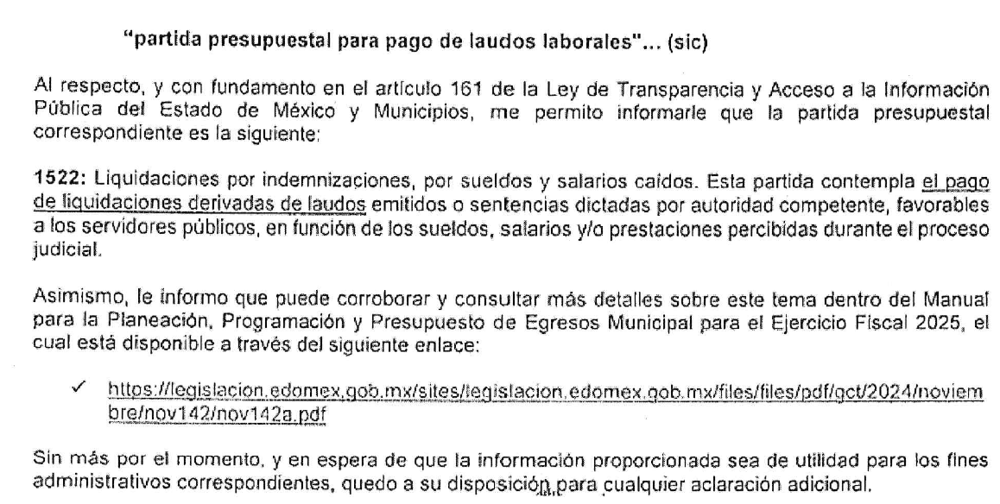 “partida presupuestal para pago de laudos laborales"... (sic)
Al respecto, y con fundamento en el artículo 161 de la Ley de Transparencia y Acceso a la Información
Pública del Estado de México y Municipios, me permito informarle que la partida presupuestal
correspondiente es la siguiente:
1522: Liquidaciones por indemnizaciones, por sueldos y salarios caídos. Esta partida contempla el pago
de liquidaciones derivadas de laudos emitidos o sentencias dictadas por autoridad competente, favorables
a los servidores públicos, en función de los sueldos, salarios y/o prestaciones percibidas durante el proceso
judicial.
Asimismo, le informo que puede corroborar y consultar más detalles sobre este tema dentro del Manual
para la Planeación, Programación y Presupuesto de Egresos Municipal para el Ejercicio Fiscal 2025, el
cual está disponible a través del siguiente enlace:
✓ https://legislacion.edomex.gob.mx/sites/legislacion.edomex.gob.mx/files/files/pdf/gct/2024/noviem
bre/nov142/nov142a.pdf
Sin más por el momento, y en espera de que la información proporcionada sea de utilidad para los fines
administrativos correspondientes, quedo a su disposición para cualquier aclaración adicional.